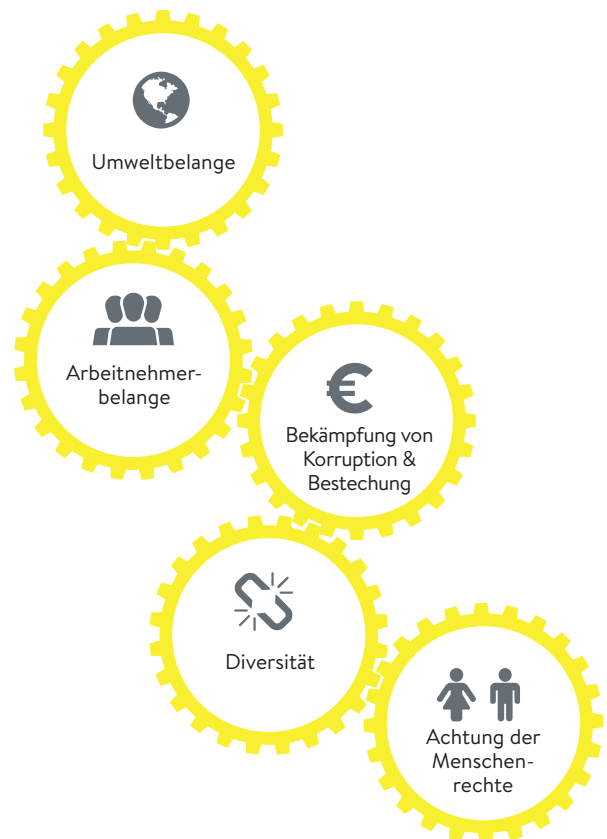 Umweltbelange
Arbeitnehmer-
belange
€
Bekämpfung von
Korruption &
Bestechung
Diversität
Achtung der
Menschen-
rechte